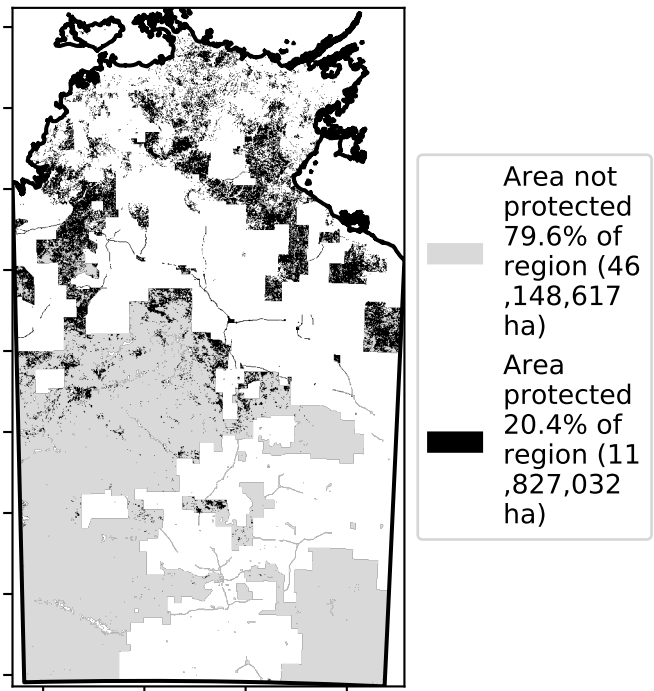 Area not
protected
79.6% of
region (46
,148,617
ha)
Area
protected
20.4% of
region (11
,827,032
ha)